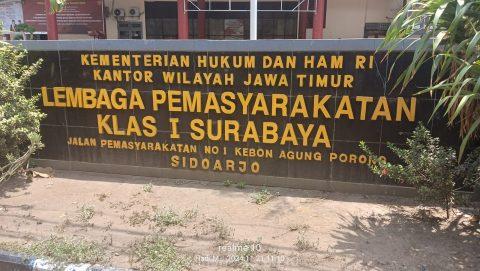 KEMENTERIAN HUKUM DAN HAM RI
KANTOR WILAYAH JAWA TIMUR
LEMBAGA PEMASYARAKATAN
KLAS I SURABAYA
JALAN PEMASYARAKATAN NO I KEBON AGUNG PORONG
SIDOARJO
realme 10